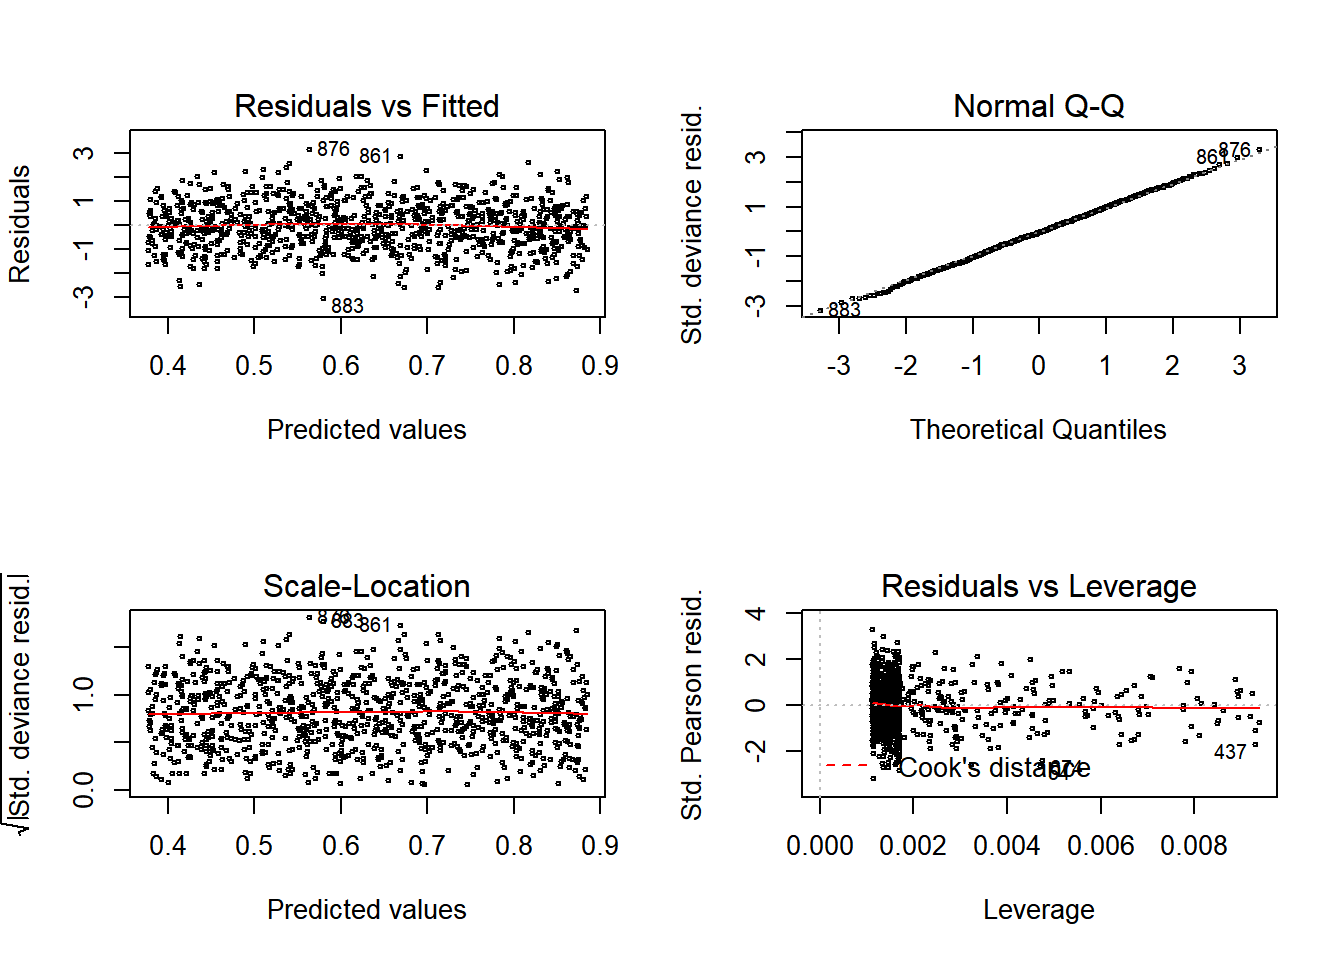 Residuals vs Fitted
Residuals
3
1
-1
-3
876
861
883
0.4 0.5 0.6 0.7 0.8 0.9
Predicted values
Normal Q-Q
Std. deviance resid.
3
1
-1
-3
876
861
883
-3 -2 -1 0 1 2 3
Theoretical Quantiles
Scale-Location
√|Std. deviance resid.|
1.0
0.0
876
883
861
0.4 0.5 0.6 0.7 0.8 0.9
Predicted values
Residuals vs Leverage
Std. Pearson resid.
4
2
0
-2
437
Cook's distance
0.000 0.002 0.004 0.006 0.008
Leverage